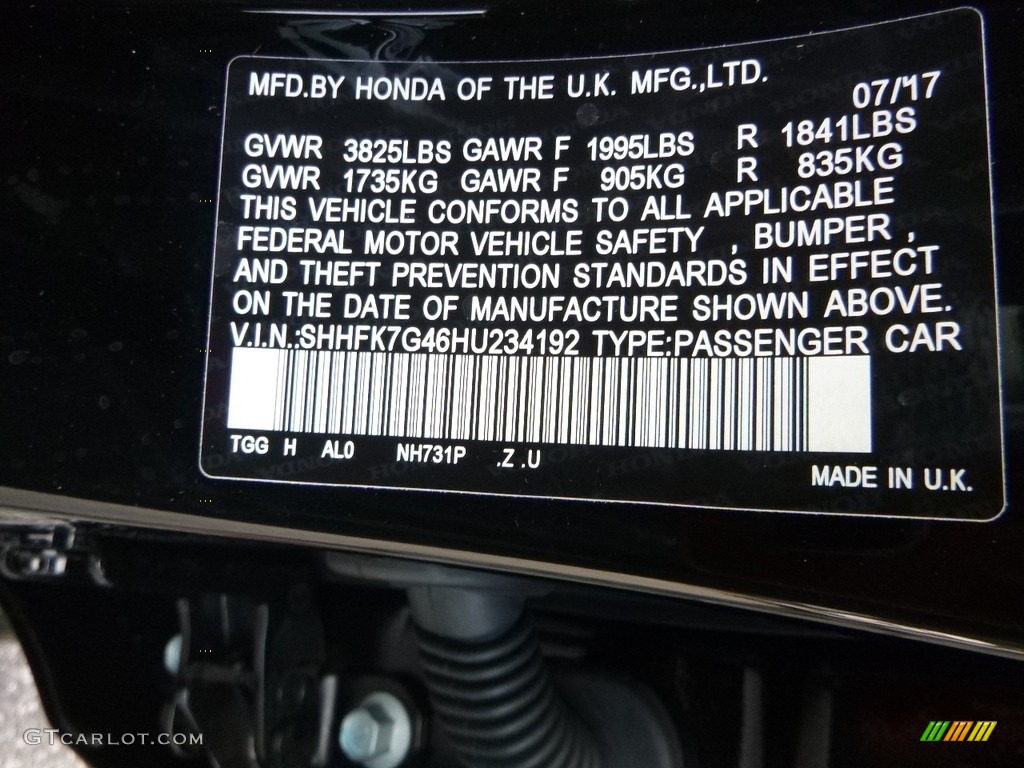 MFD.BY HONDA OF THE U.K. MFG.,LTD.
07/'17
GVWR 3825LBS GAWR F 1995LBS R 1841LBS
GVWR 1735KG GAWR F 905KG R 835KG
THIS VEHICLE CONFORMS TO ALL APPLICABLE
FEDERAL MOTOR VEHICLE SAFETY , BUMPER ,
AND THEFT PREVENTION STANDARDS IN EFFECT
ON THE DATE OF MANUFACTURE SHOWN ABOVE.
V.I.N.:SHHFK7G46HU234192 TYPE:PASSENGER CAR
TGG H AL0 NH731P .Z .U
MADE IN U.K.
GTCARLOT.COM